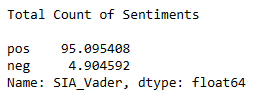 Total Count of Sentiments
pos    95.095408
neg     4.904592
Name: SIA_Vader, dtype: float64